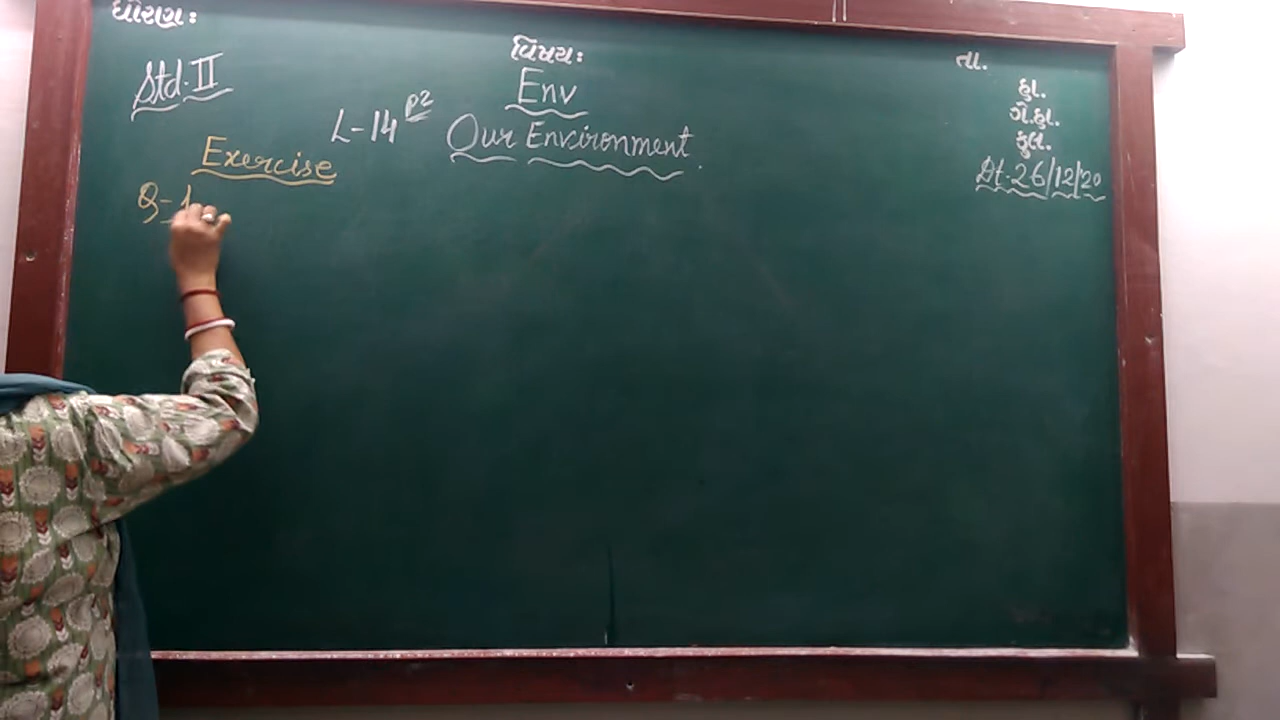 ધોરણ:
વિષય:
તા.
Std. II
Env
હા.
ગે.હા.
કુલ.
L-14 P2 Our Environment.
Dt. 26/12/20
Exercise
Q-1